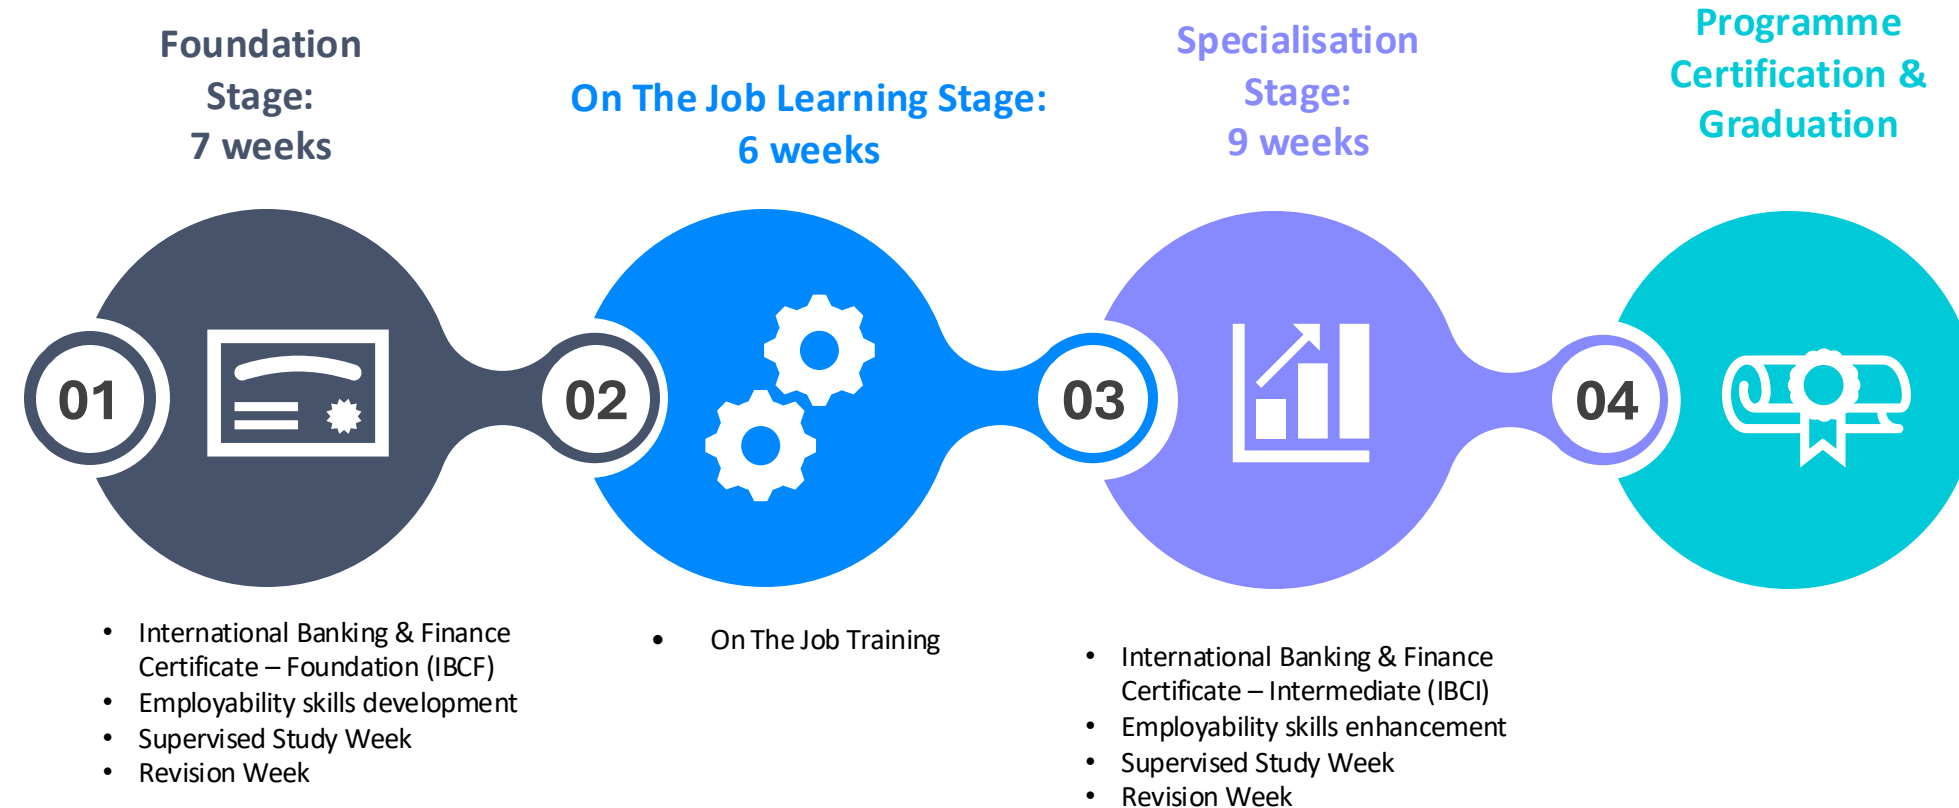 Foundation
Stage:
7 weeks
On The Job Learning Stage:
6 weeks
Specialisation
Stage:
9 weeks
Programme
Certification &
Graduation
01
02
03
04
• International Banking & Finance
Certificate – Foundation (IBCF)
• Employability skills development
• Supervised Study Week
• Revision Week
• On The Job Training
• International Banking & Finance
Certificate – Intermediate (IBCI)
• Employability skills enhancement
• Supervised Study Week
• Revision Week